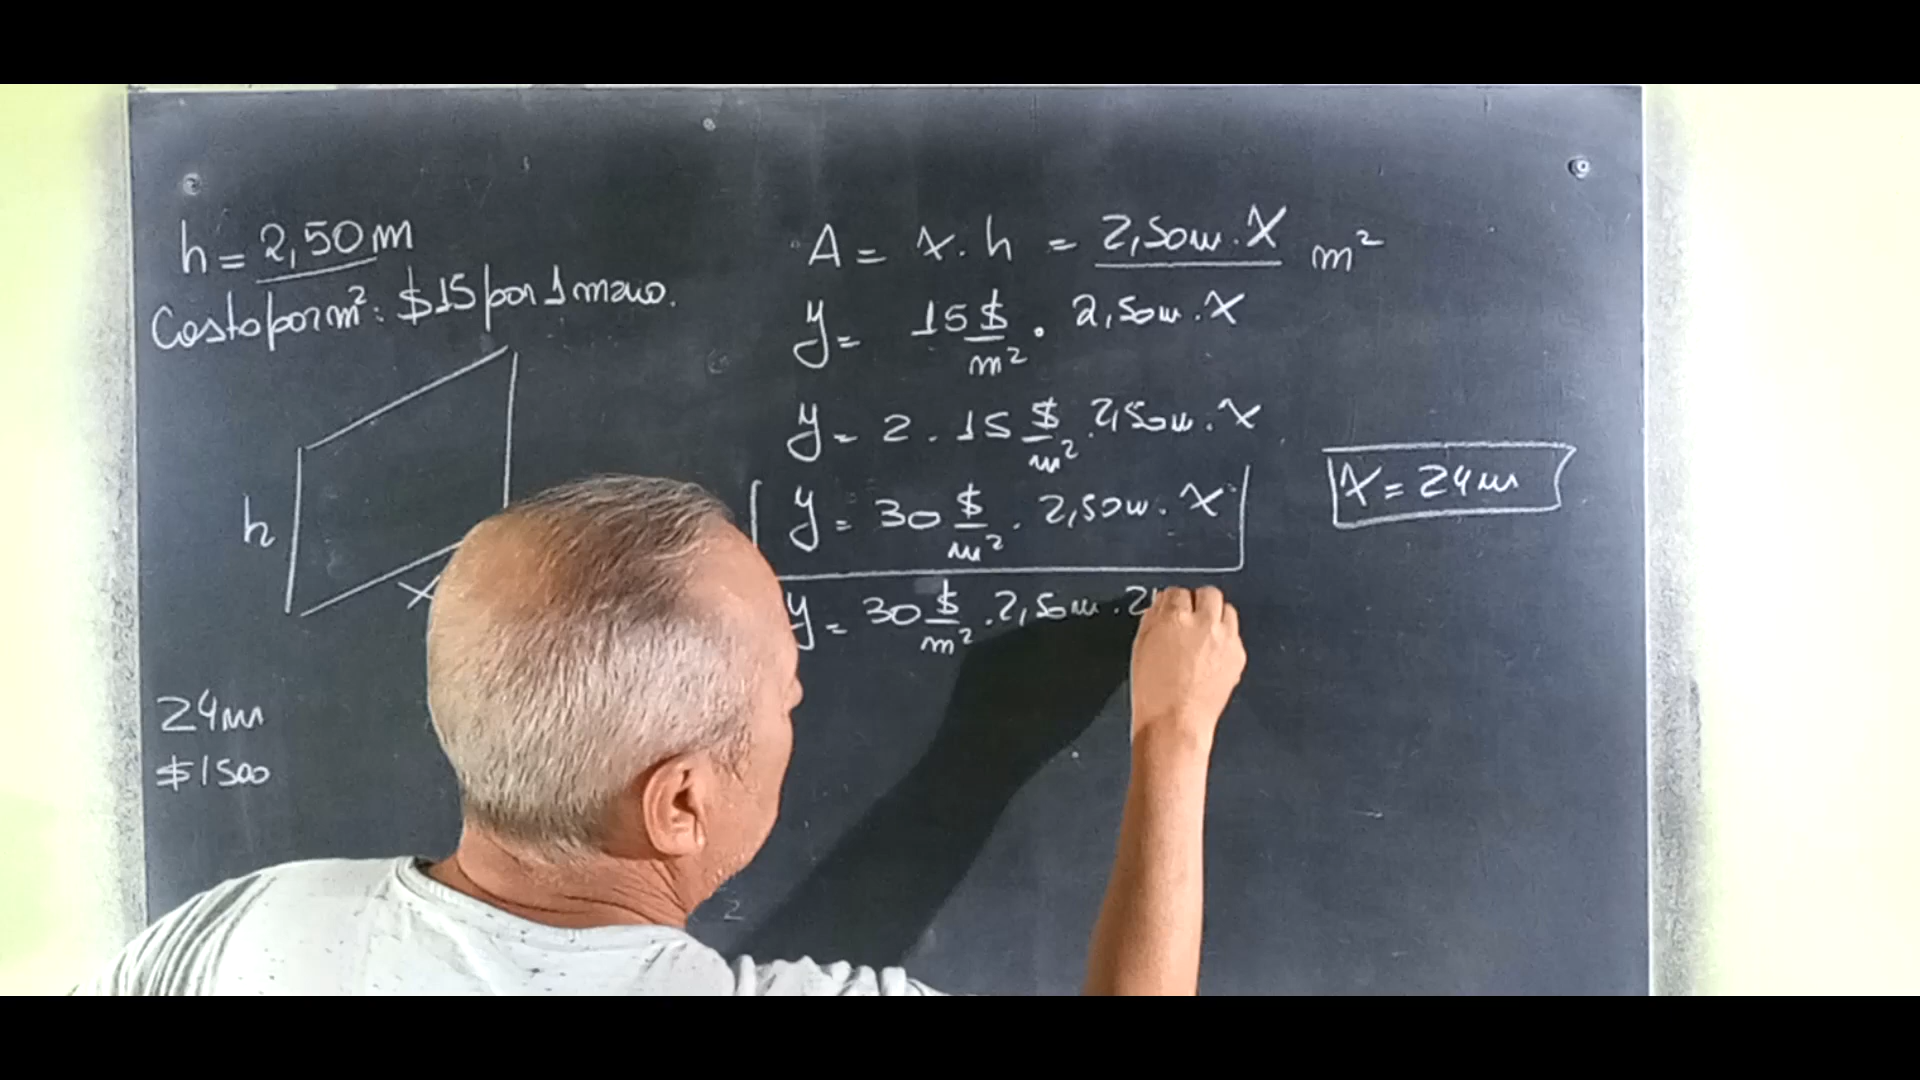 h = 2,50 m
Costo por m²: $15 por 1 mano.
h
x
24m
$1500
A = x . h = 2,50m . x m²
y = 15 $/m² . 2,50m . x
y = 2 . 15 $/m² . 2,50m . x
y = 30 $/m² . 2,50m . x
x = 24m
y = 30 $/m² . 2,50m . 24